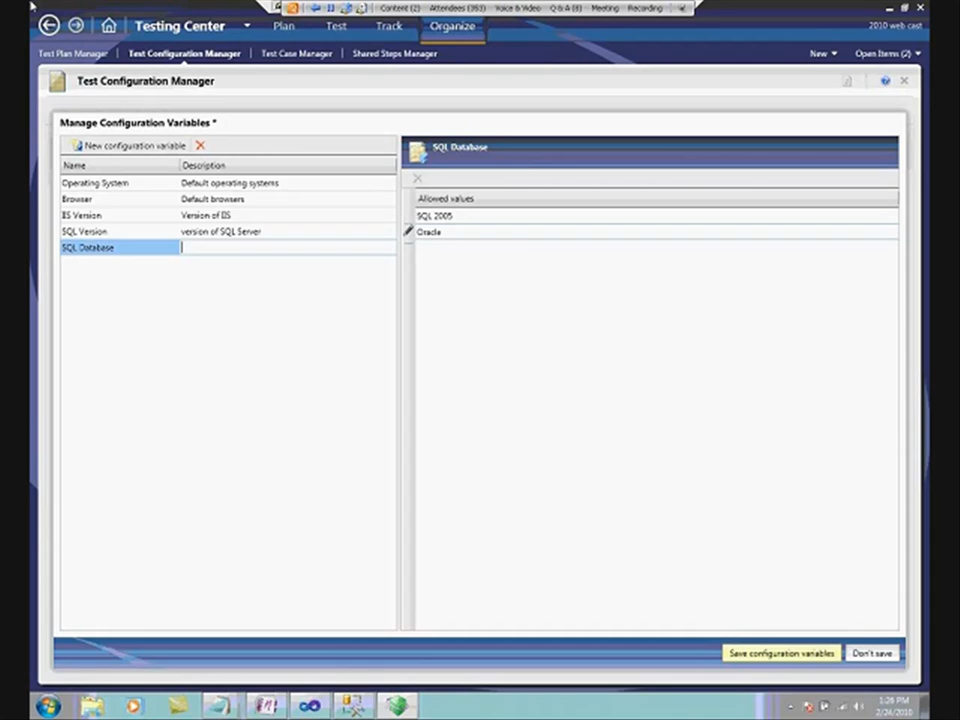 Content (2) Attendees (353) Voice & Video Q & A (8) Meeting Recording
Testing Center Plan Test Track Organize 2010 web cast
Test Plan Manager Test Configuration Manager Test Case Manager Shared Steps Manager New Open Items (2)
Test Configuration Manager
Manage Configuration Variables *
New configuration variable
SQL Database
Name Description
Allowed values
Operating System Default operating systems
Browser Default browsers
IIS Version Version of IIS
SQL 2005
SQL Version version of SQL Server
Oracle
SQL Database
Save configuration variables Don't save
1:26 PM
2/24/2010